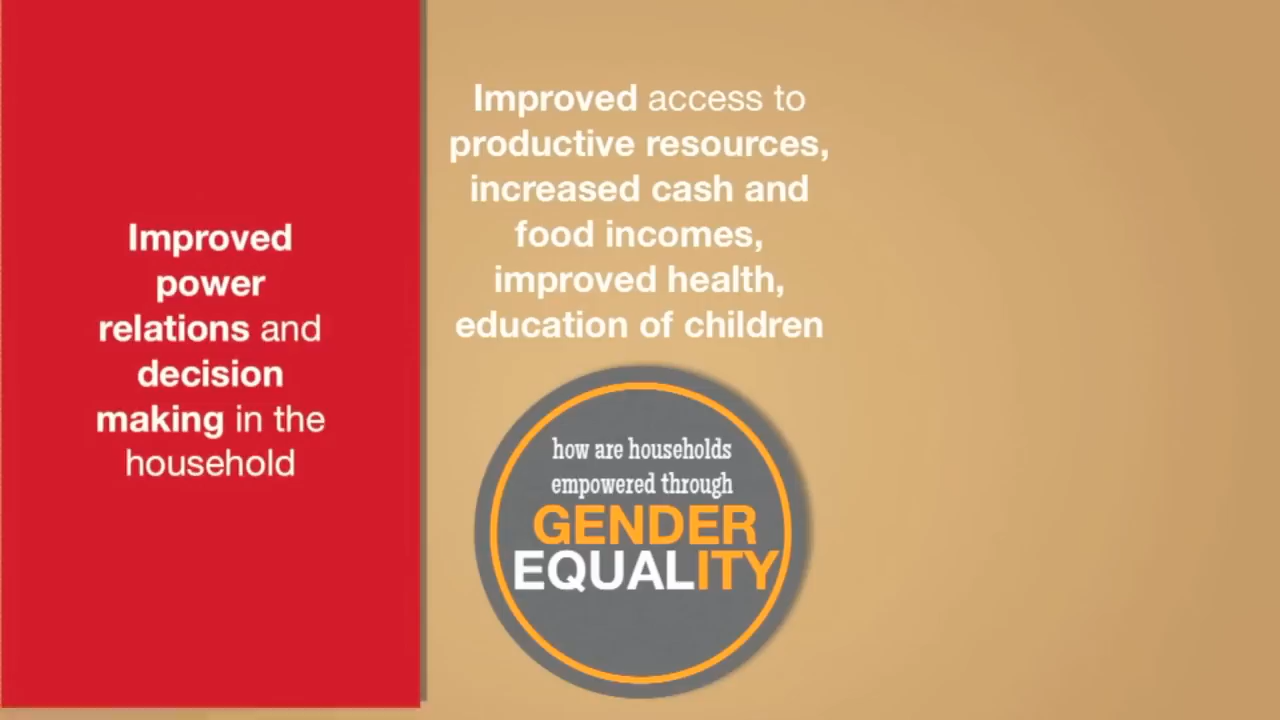 Improved
power
relations and
decision
making in the
household
Improved access to
productive resources,
increased cash and
food incomes,
improved health,
education of children
how are households
empowered through
GENDER
EQUALITY